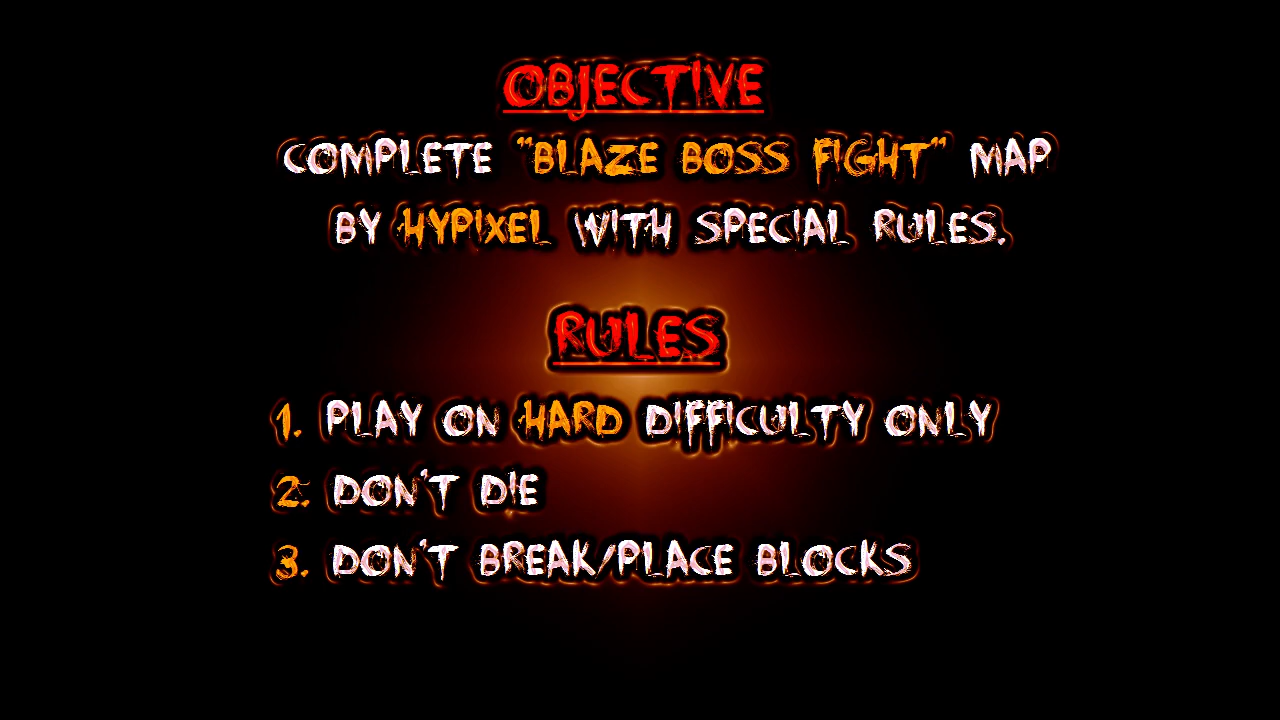 OBJECTIVE
COMPLETE "BLAZE BOSS FIGHT" MAP
BY HYPIXEL WITH SPECIAL RULES.
RULES
1. PLAY ON HARD DIFFICULTY ONLY
2. DON'T DIE
3. DON'T BREAK/PLACE BLOCKS